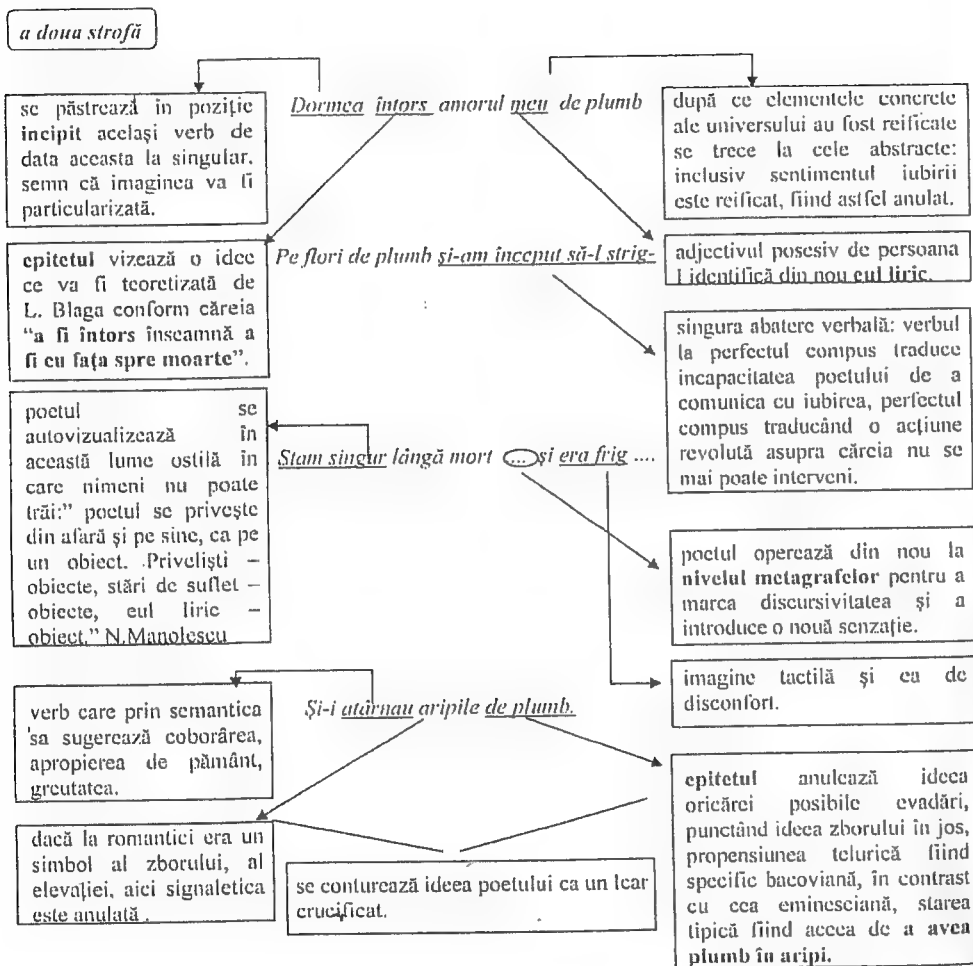 a doua strofă
se păstrează în poziție
incipit același verb de
data aceasta la singular.
semn că imaginea va fi
particularizată.
Dormea întors amorul meu de plumb
după ce elementele concrete
ale universului au fost reificate
se trece la cele abstracte:
inclusiv sentimentul iubirii
este reificat, fiind astfel anulat.
epitetul vizează o idee
ce va fi teoretizată de
L. Blaga conform căreia
“a fi întors înseamnă a
fi cu fața spre moarte”.
Pe flori de plumb și-am început să-l strig-
adjectivul posesiv de persoana
I identifică din nou eul liric.
singura abatere verbală: verbul
la perfectul compus traduce
incapacitatea poetului de a
comunica cu iubirea, perfectul
compus traducând o acțiune
revolută asupra căreia nu se
mai poate interveni.
poetul se
autovizualizează în
această lume ostilă în
care nimeni nu poate
trăi:” poetul se privește
din afară și pe sine, ca pe
un obiect. Priveliști –
obiecte, stări de suflet –
obiecte, eul liric –
obiect.” N.Manolescu
Stam singur lângă mort ... și era frig ....
poetul operează din nou la
nivelul metagrafelor pentru a
marca discursivitatea și a
introduce o nouă senzație.
imagine tactilă și ea de
disconfort.
verb care prin semantica
sa sugerează coborârea,
apropierea de pământ,
greutatea.
Și-i atârnau aripile de plumb.
dacă la romantici era un
simbol al zborului, al
elevației, aici signaletica
este anulată .
se conturează ideea poetului ca un Icar
crucificat.
epitetul anulează ideea
oricărei posibile evadări,
punctând ideea zborului în jos,
propensiunea telurică fiind
specific bacoviană, în contrast
cu cea eminesciană, starea
tipică fiind aceea de a avea
plumb în aripi.